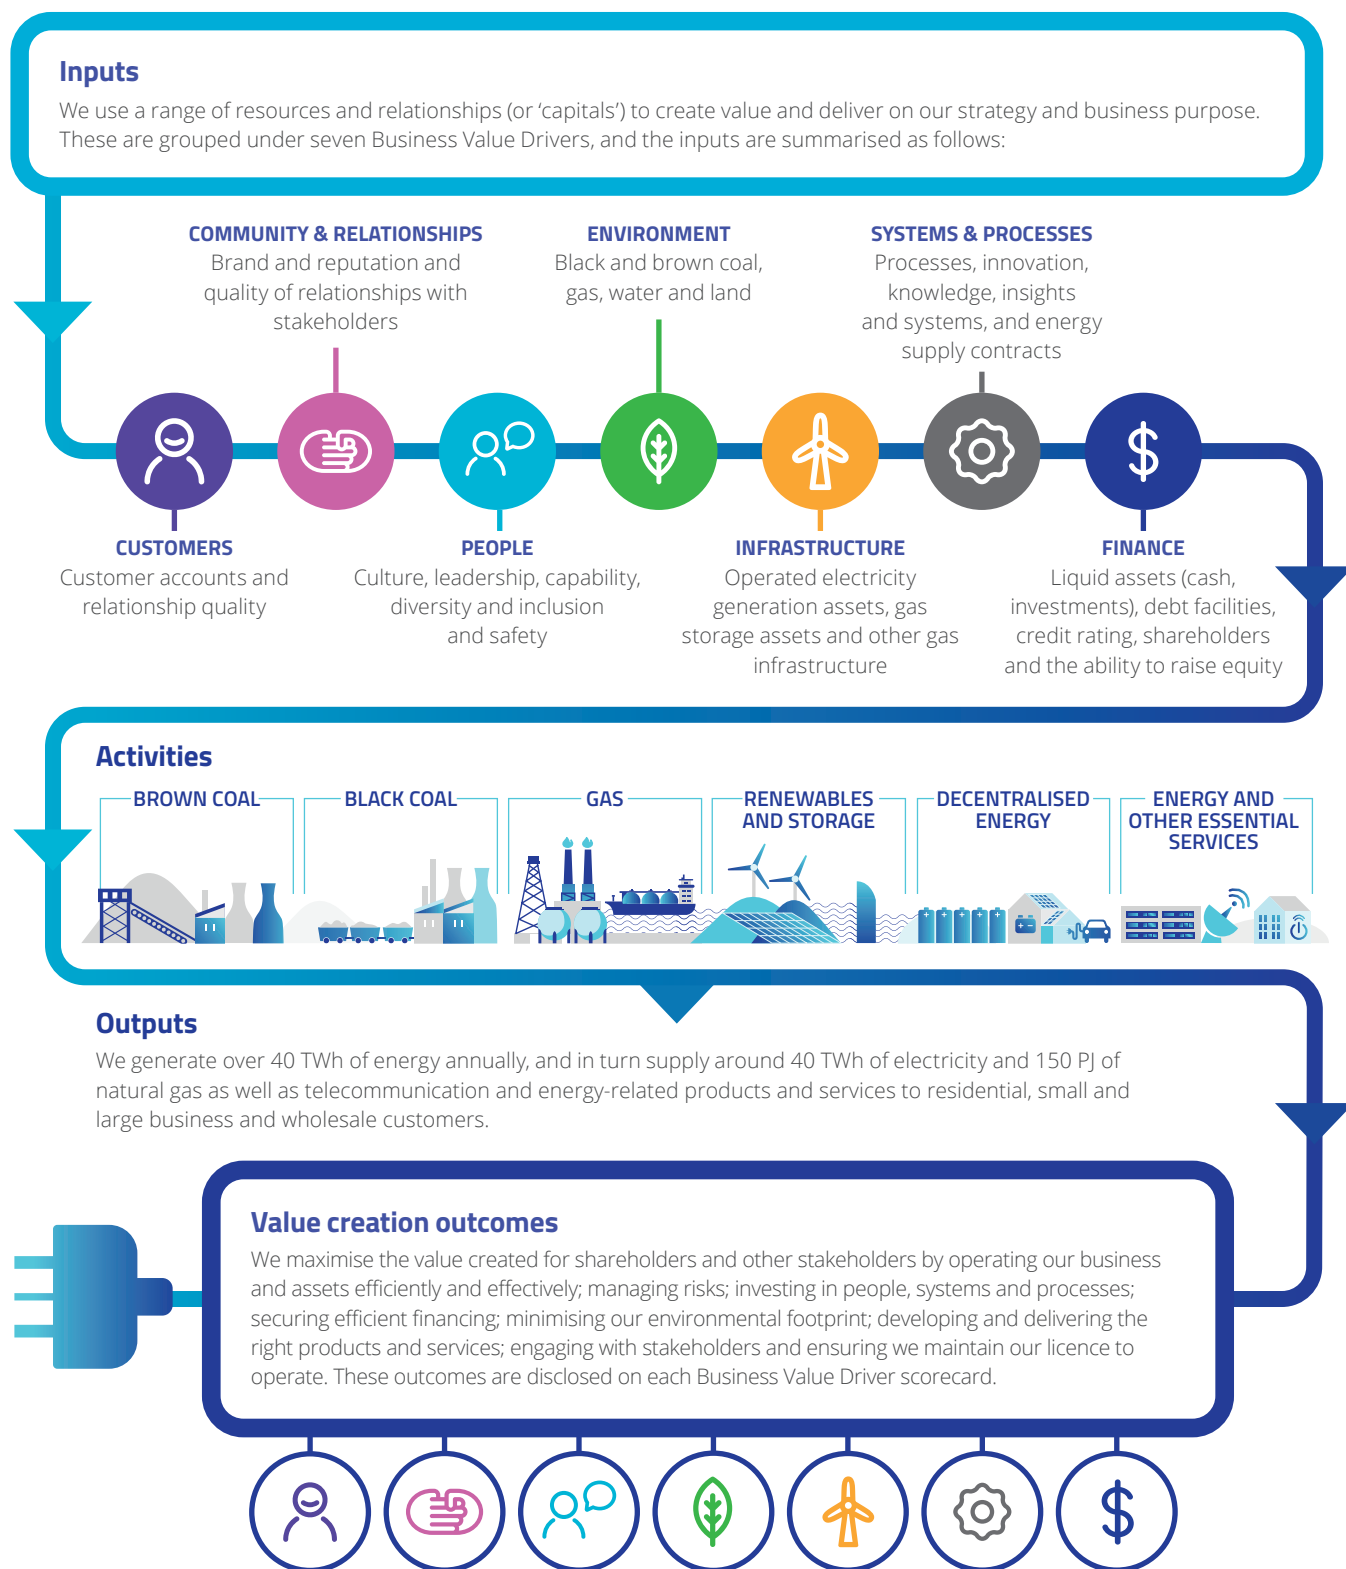 Inputs
We use a range of resources and relationships (or ‘capitals’) to create value and deliver on our strategy and business purpose.
These are grouped under seven Business Value Drivers, and the inputs are summarised as follows:
COMMUNITY & RELATIONSHIPS
Brand and reputation and
quality of relationships with
stakeholders
ENVIRONMENT
Black and brown coal,
gas, water and land
SYSTEMS & PROCESSES
Processes, innovation,
knowledge, insights
and systems, and energy
supply contracts
CUSTOMERS
Customer accounts and
relationship quality
PEOPLE
Culture, leadership, capability,
diversity and inclusion
and safety
INFRASTRUCTURE
Operated electricity
generation assets, gas
storage assets and other gas
infrastructure
FINANCE
Liquid assets (cash,
investments), debt facilities,
credit rating, shareholders
and the ability to raise equity
Activities
BROWN COAL
BLACK COAL
GAS
RENEWABLES
AND STORAGE
DECENTRALISED
ENERGY
ENERGY AND
OTHER ESSENTIAL
SERVICES
Outputs
We generate over 40 TWh of energy annually, and in turn supply around 40 TWh of electricity and 150 PJ of
natural gas as well as telecommunication and energy-related products and services to residential, small and
large business and wholesale customers.
Value creation outcomes
We maximise the value created for shareholders and other stakeholders by operating our business
and assets efficiently and effectively; managing risks; investing in people, systems and processes;
securing efficient financing; minimising our environmental footprint; developing and delivering the
right products and services; engaging with stakeholders and ensuring we maintain our licence to
operate. These outcomes are disclosed on each Business Value Driver scorecard.